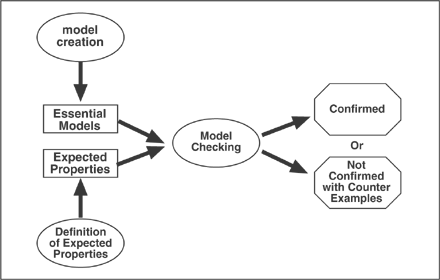 model
creation
Essential
Models
Expected
Properties
Definition
of Expected
Properties
Model
Checking
Confirmed
Or
Not
Confirmed
with Counter
Examples